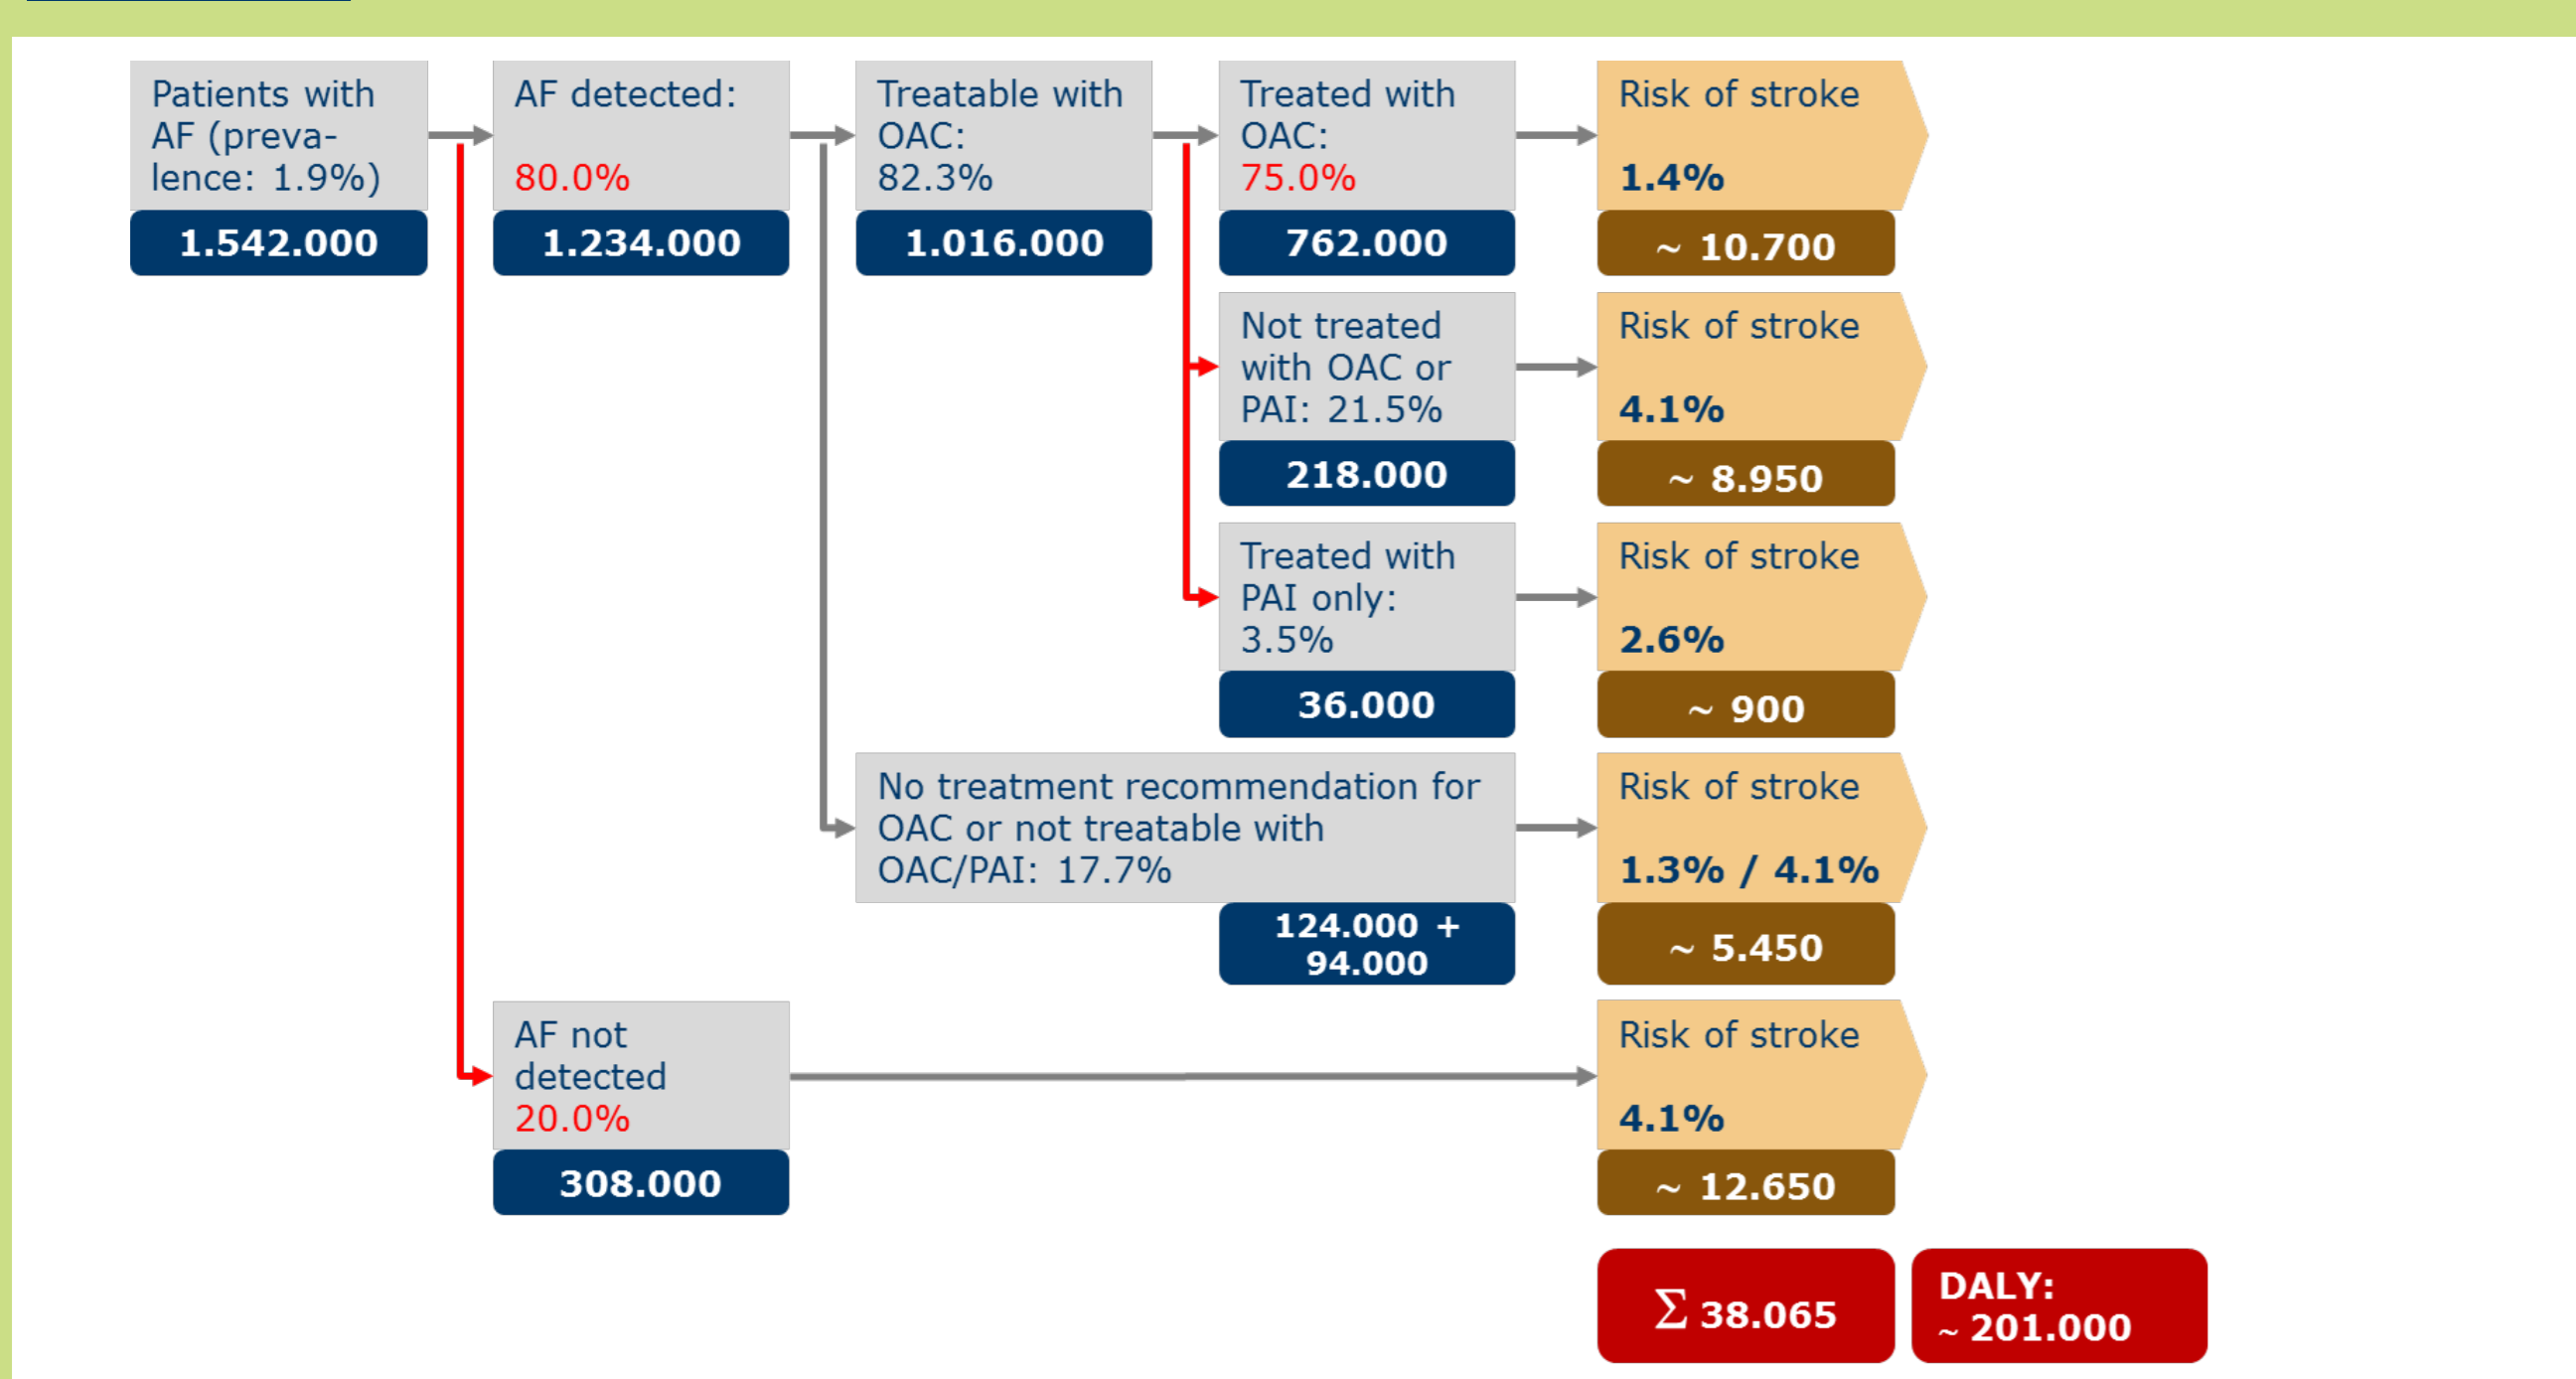 Patients with
AF (preva-
lence: 1.9%)
1.542.000
AF detected:
80.0%
1.234.000
Treatable with
OAC:
82.3%
1.016.000
Treated with
OAC:
75.0%
762.000
Risk of stroke
1.4%
~ 10.700
Not treated
with OAC or
PAI: 21.5%
218.000
Risk of stroke
4.1%
~ 8.950
Treated with
PAI only:
3.5%
36.000
Risk of stroke
2.6%
~ 900
No treatment recommendation for
OAC or not treatable with
OAC/PAI: 17.7%
124.000 +
94.000
Risk of stroke
1.3% / 4.1%
~ 5.450
AF not
detected
20.0%
308.000
Risk of stroke
4.1%
~ 12.650
Σ 38.065
DALY:
~ 201.000